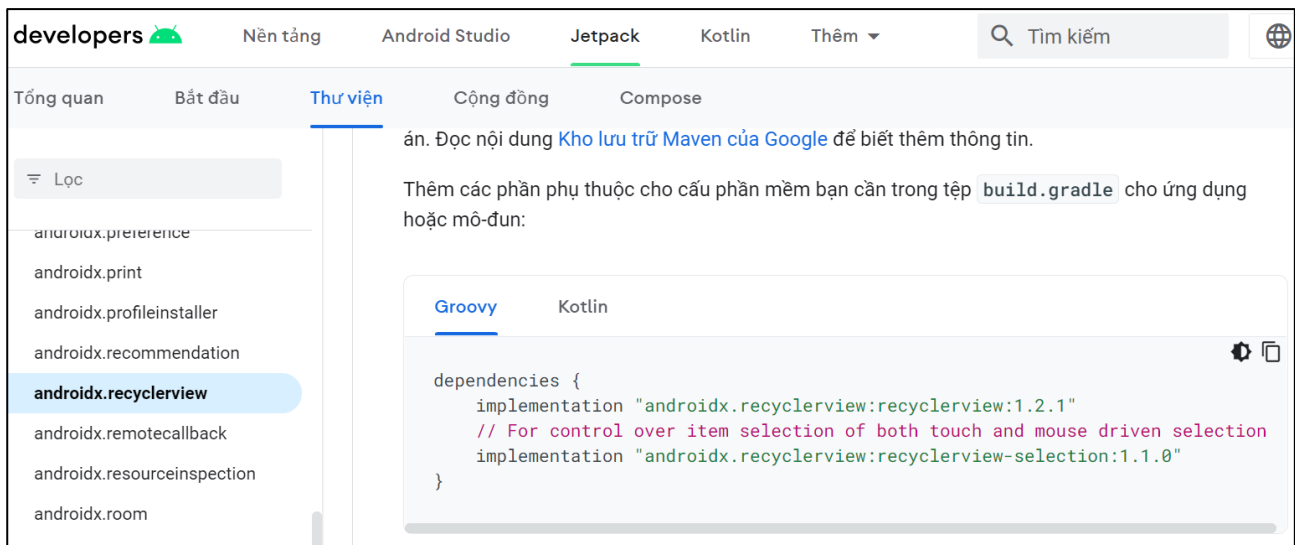 developers Nền tảng Android Studio Jetpack Kotlin Thêm Tìm kiếm
Tổng quan Bắt đầu Thư viện Cộng đồng Compose
Lọc
androidx.preference
androidx.print
androidx.profileinstaller
androidx.recommendation
androidx.recyclerview
androidx.remotecallback
androidx.resourceinspection
androidx.room
án. Đọc nội dung Kho lưu trữ Maven của Google để biết thêm thông tin.
Thêm các phần phụ thuộc cho cấu phần mềm bạn cần trong tệp build.gradle cho ứng dụng
hoặc mô-đun:
Groovy Kotlin
dependencies {
    implementation "androidx.recyclerview:recyclerview:1.2.1"
    // For control over item selection of both touch and mouse driven selection
    implementation "androidx.recyclerview:recyclerview-selection:1.1.0"
}